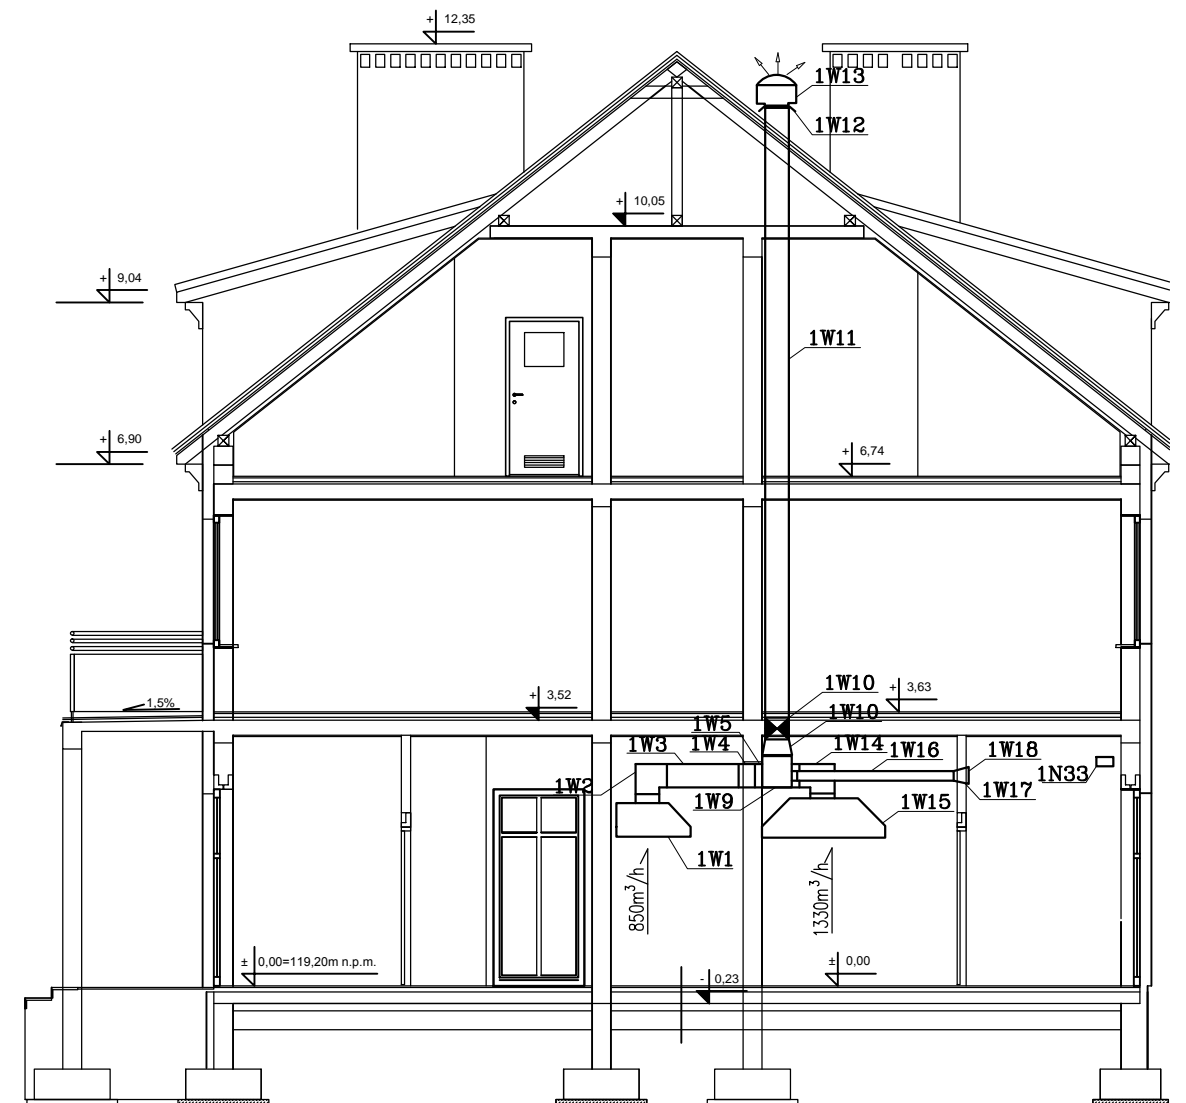 + 12,35
1W13
1W12
+ 10,05
+ 9,04
1W11
+ 6,90
+ 6,74
1W10
+ 3,52
+ 3,63
1,5%
1W10
1W5
1W3
1W4
1W14
1W16
1W18
1W2
1N33
1W17
1W9
1W15
1W1
850m³/h
1330m³/h
± 0,00=119,20m n.p.m.
± 0,00
- 0,23